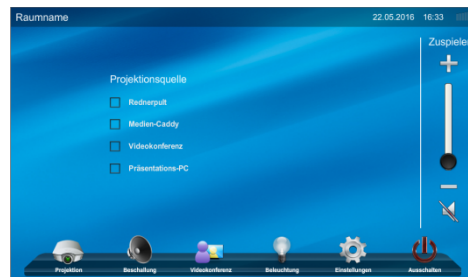 Raumname 22.05.2016 16:33
Zuspieler
Projektionsquelle
Rednerpult
Medien-Caddy
Videokonferenz
Präsentations-PC
Projektion Beschallung Videokonferenz Beleuchtung Einstellungen Ausschalten